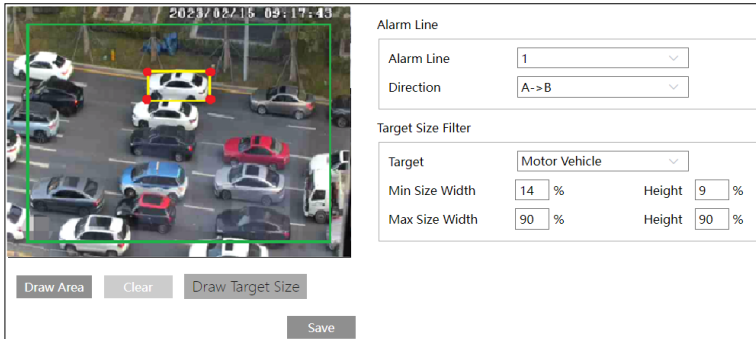 2023/02/15 09:17:43
Alarm Line
Alarm Line 1
Direction A->B
Target Size Filter
Target Motor Vehicle
Min Size Width 14 % Height 9 %
Max Size Width 90 % Height 90 %
Draw Area Clear Draw Target Size
Save